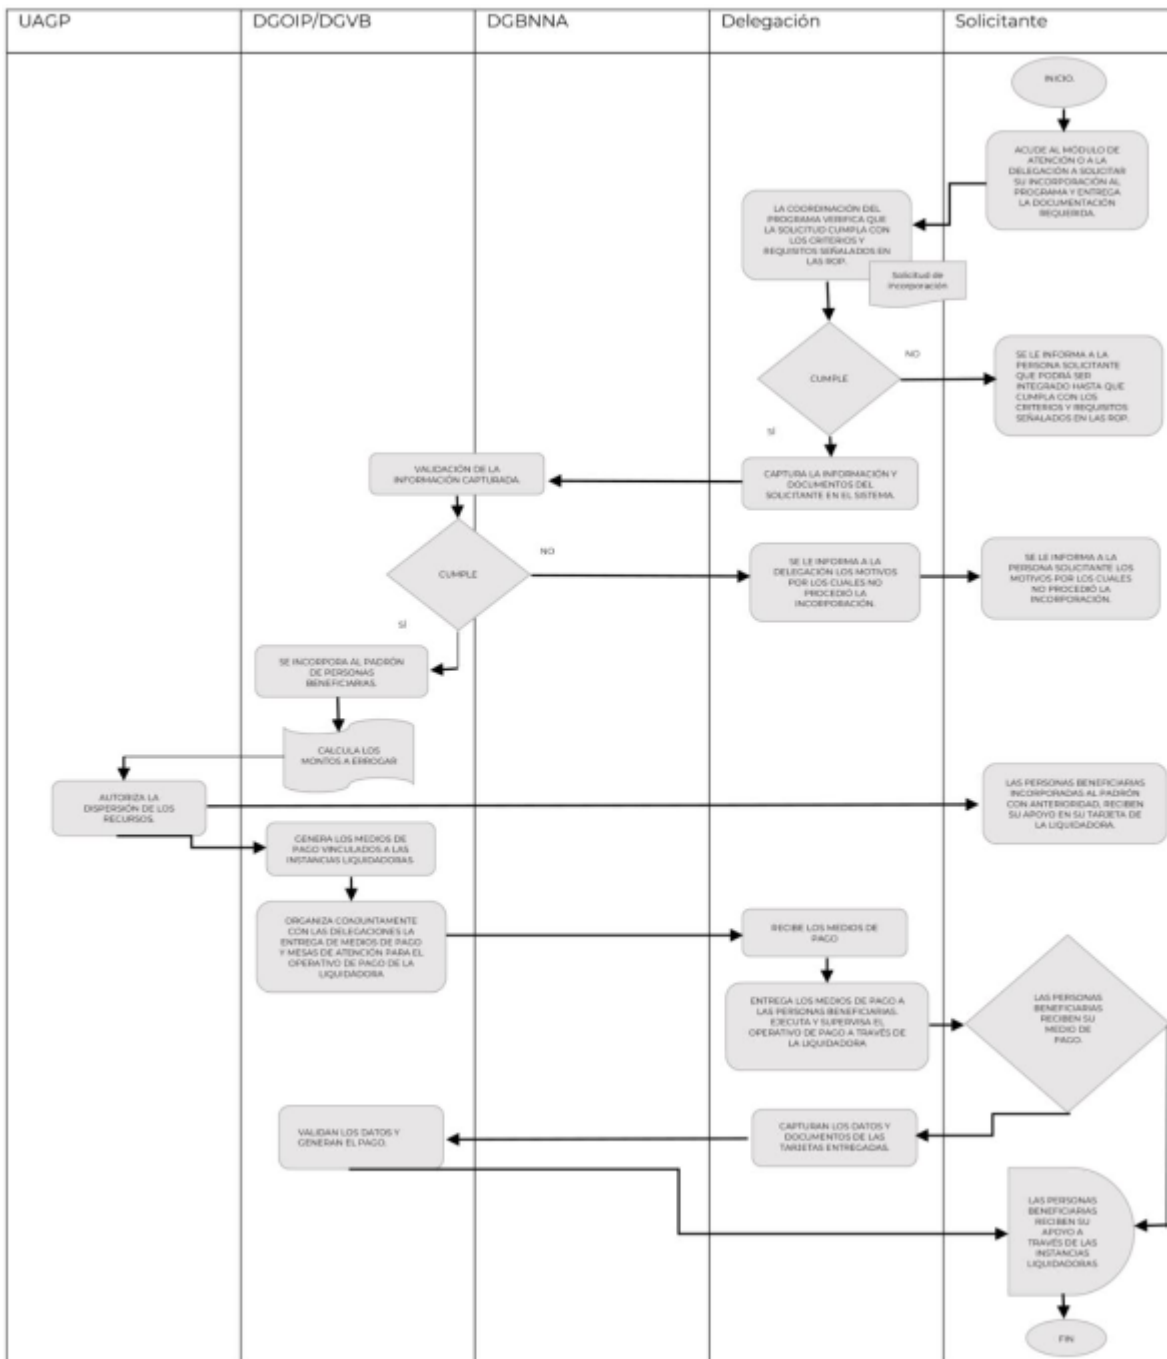 UAGP
DGOIP/DGVB
DGBNNA
Delegación
Solicitante
INICIO.
ACUDE AL MÓDULO DE
ATENCIÓN O A LA
DELEGACIÓN A SOLICITAR
SU INCORPORACIÓN AL
PROGRAMA Y ENTREGA
LA DOCUMENTACIÓN
REQUERIDA.
LA COORDINACIÓN DEL
PROGRAMA VERIFICA QUE
LA SOLICITUD CUMPLA CON
LOS CRITERIOS Y
REQUISITOS SEÑALADOS EN
LAS ROP.
Solicitud de
Incorporación
CUMPLE
NO
SE LE INFORMA A LA
PERSONA SOLICITANTE
QUE PODRÁ SER
INTEGRADO HASTA QUE
CUMPLA CON LOS
CRITERIOS Y REQUISITOS
SEÑALADOS EN LAS ROP.
SÍ
CAPTURA LA INFORMACIÓN Y
DOCUMENTOS DEL
SOLICITANTE EN EL SISTEMA.
VALIDACIÓN DE LA
INFORMACIÓN CAPTURADA.
CUMPLE
NO
SE LE INFORMA A LA
DELEGACIÓN LOS MOTIVOS
POR LOS CUALES NO
PROCEDIÓ LA
INCORPORACIÓN.
SE LE INFORMA A LA
PERSONA SOLICITANTE LOS
MOTIVOS POR LOS CUALES
NO PROCEDIÓ LA
INCORPORACIÓN.
SÍ
SE INCORPORA AL PADRÓN
DE PERSONAS
BENEFICIARIAS.
CALCULA LOS
MONTOS A ERROGAR
AUTORIZA LA
DISPERSIÓN DE LOS
RECURSOS.
LAS PERSONAS BENEFICIARIAS
INCORPORADAS AL PADRÓN
CON ANTERIORIDAD, RECIBEN
SU APOYO EN SU TARJETA DE
LA LIQUIDADORA.
GENERA LOS MEDIOS DE
PAGO VINCULADOS A LAS
INSTANCIAS LIQUIDADORAS
ORGANIZA CONJUNTAMENTE
CON LAS DELEGACIONES LA
ENTREGA DE MEDIOS DE PAGO
Y MESAS DE ATENCIÓN PARA EL
OPERATIVO DE PAGO DE LA
LIQUIDADORA
RECIBE LOS MEDIOS DE
PAGO
ENTREGA LOS MEDIOS DE PAGO A
LAS PERSONAS BENEFICIARIAS.
EJECUTA Y SUPERVISA EL
OPERATIVO DE PAGO A TRAVÉS DE
LA LIQUIDADORA
LAS PERSONAS
BENEFICIARIAS
RECIBEN SU
MEDIO DE
PAGO.
CAPTURAN LOS DATOS Y
DOCUMENTOS DE LAS
TARJETAS ENTREGADAS.
VALIDAN LOS DATOS Y
GENERAN EL PAGO.
LAS PERSONAS
BENEFICIARIAS
RECIBEN SU
APOYO A
TRAVÉS DE LAS
INSTANCIAS
LIQUIDADORAS
FIN